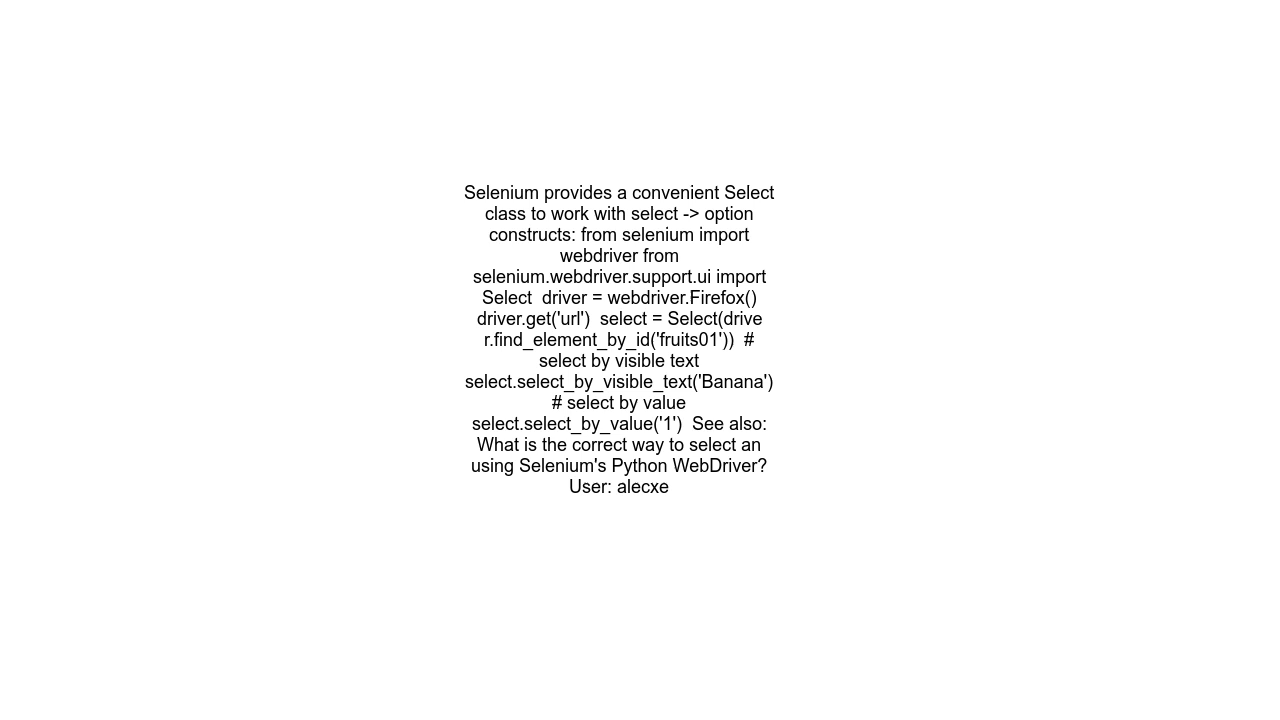 Selenium provides a convenient Select
class to work with select -> option
constructs: from selenium import
webdriver from
selenium.webdriver.support.ui import
Select  driver = webdriver.Firefox()
driver.get('url')  select = Select(drive
r.find_element_by_id('fruits01'))  #
select by visible text
select.select_by_visible_text('Banana')
# select by value
select.select_by_value('1')  See also:
What is the correct way to select an
using Selenium's Python WebDriver?
User: alecxe